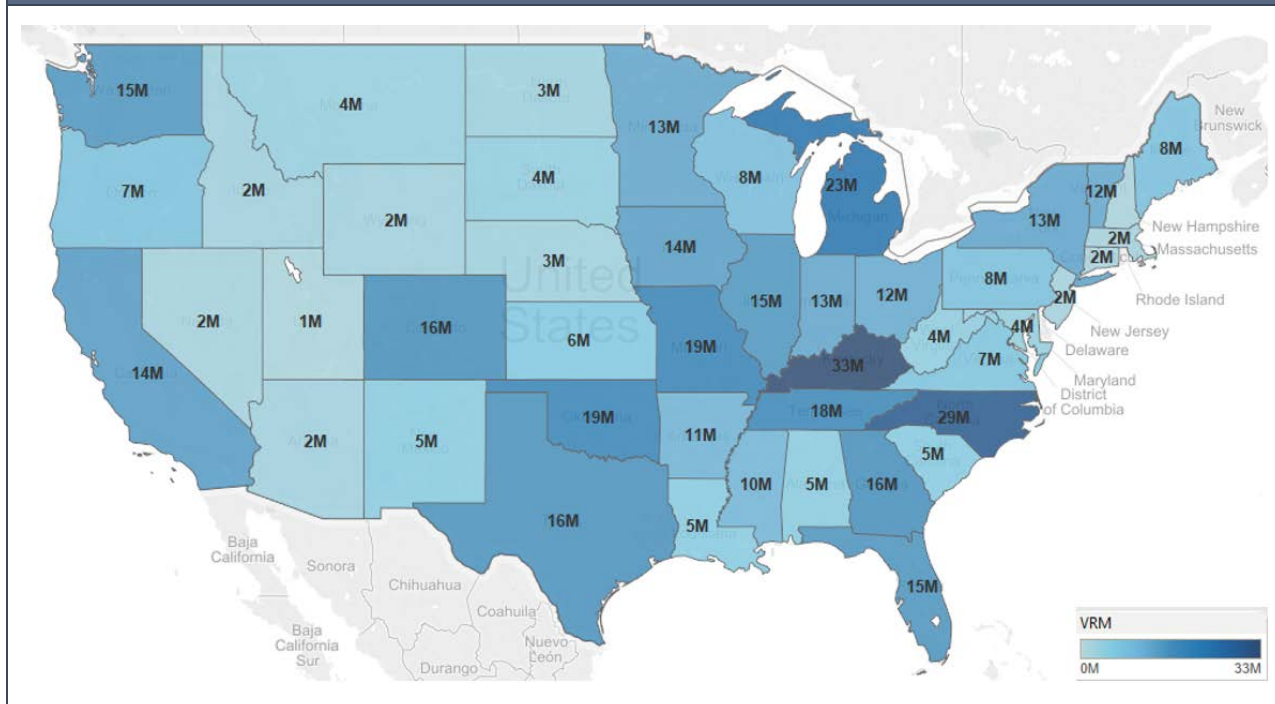 New
Brunswick
15M
4M
3M
13M
8M
7M
2M
4M
8M
23M
Michigan
12M
13M
2M
New Hampshire
2M
Massachusetts
2M
Rhode Island
14M
3M
United
States
15M
13M
12M
8M
2M
New Jersey
4M
Delaware
Maryland
District
of Columbia
2M
1M
16M
6M
19M
33M
4M
7M
14M
2M
5M
19M
11M
18M
29M
5M
16M
5M
10M
5M
16M
15M
Baja
California
Sonora
Chihuahua
Coahuila
Baja
California
Sur
Nuevo
León
Durango
VRM
0M
33M